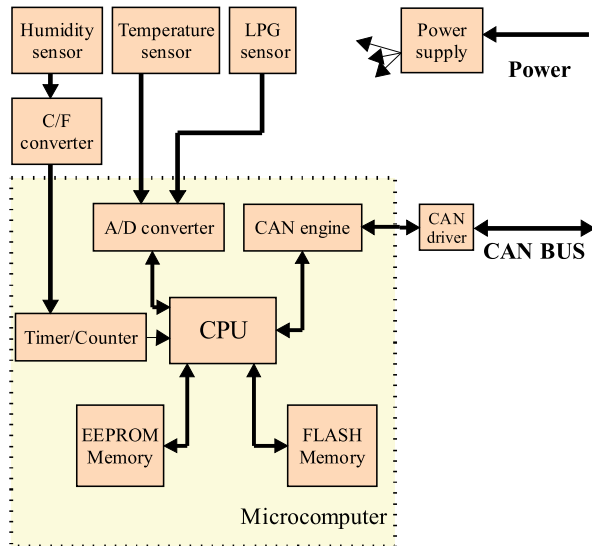 Humidity
sensor
Temperature
sensor
LPG
sensor
Power
supply
Power
C/F
converter
A/D converter
CAN engine
CAN
driver
CAN BUS
Timer/Counter
CPU
EEPROM
Memory
FLASH
Memory
Microcomputer